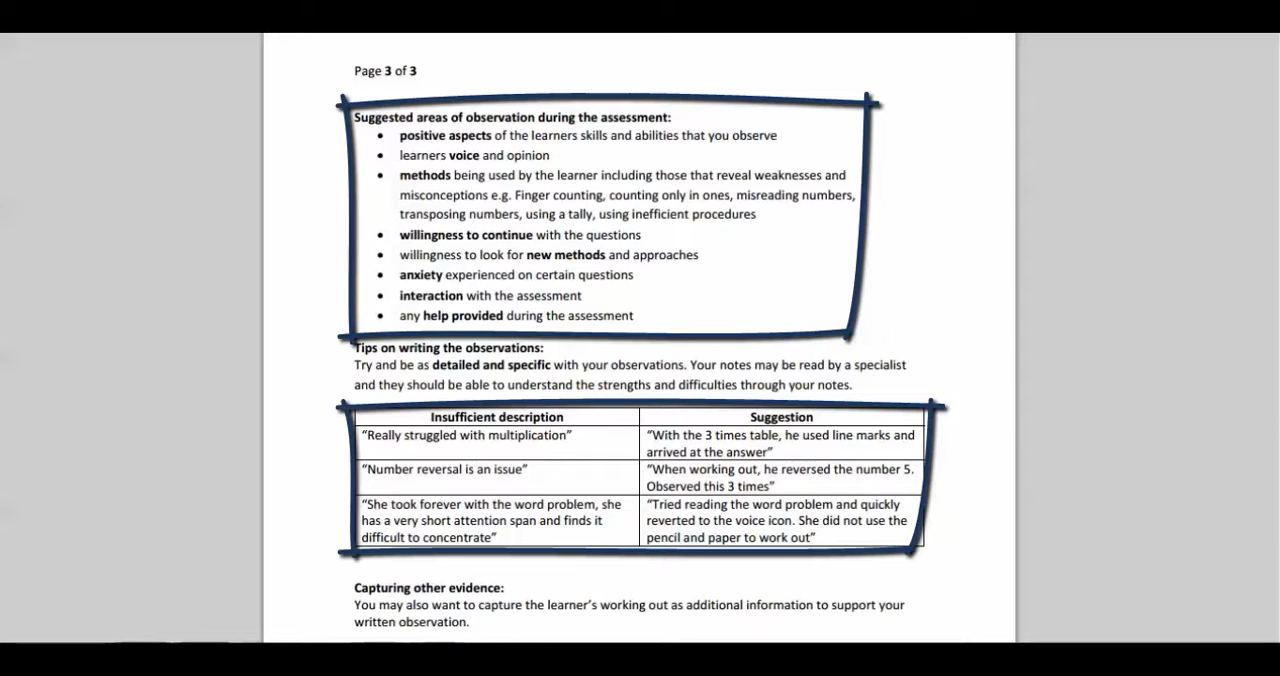 Page 3 of 3
Suggested areas of observation during the assessment:
• positive aspects of the learners skills and abilities that you observe
• learners voice and opinion
• methods being used by the learner including those that reveal weaknesses and
misconceptions e.g. Finger counting, counting only in ones, misreading numbers,
transposing numbers, using a tally, using inefficient procedures
• willingness to continue with the questions
• willingness to look for new methods and approaches
• anxiety experienced on certain questions
• interaction with the assessment
• any help provided during the assessment
Tips on writing the observations:
Try and be as detailed and specific with your observations. Your notes may be read by a specialist
and they should be able to understand the strengths and difficulties through your notes.
Insufficient description
Suggestion
“Really struggled with multiplication”
“With the 3 times table, he used line marks and
arrived at the answer”
“Number reversal is an issue”
“When working out, he reversed the number 5.
Observed this 3 times”
“She took forever with the word problem, she
has a very short attention span and finds it
difficult to concentrate”
“Tried reading the word problem and quickly
reverted to the voice icon. She did not use the
pencil and paper to work out”
Capturing other evidence:
You may also want to capture the learner’s working out as additional information to support your
written observation.